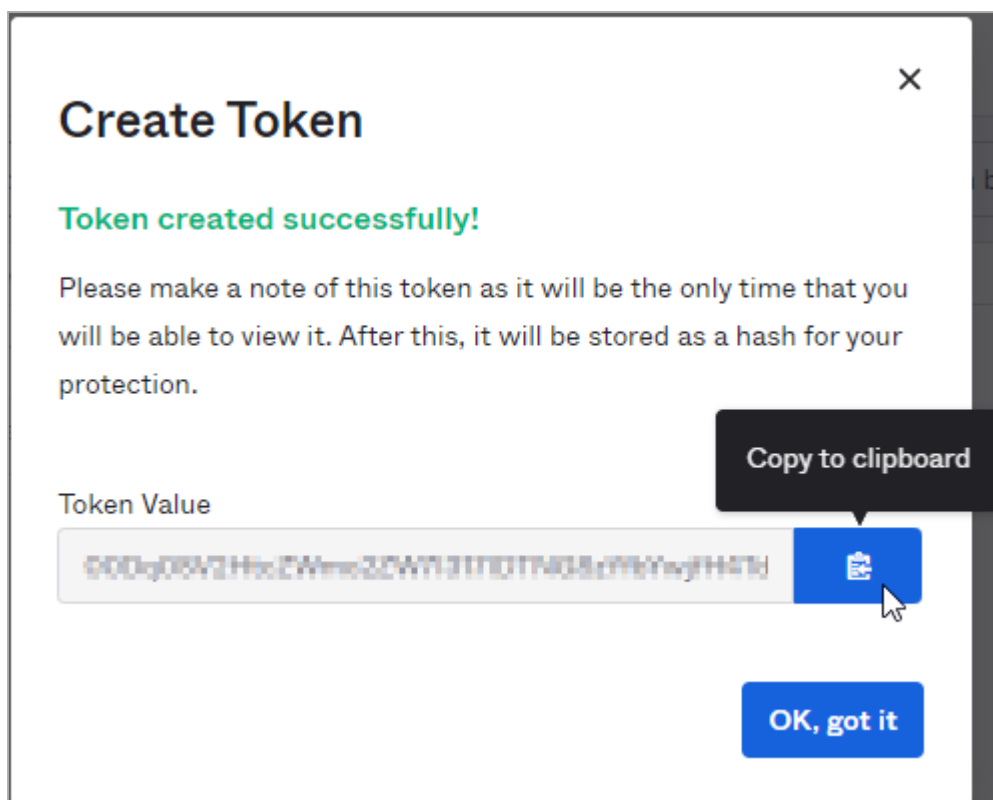 Create Token
Token created successfully!
Please make a note of this token as it will be the only time that you
will be able to view it. After this, it will be stored as a hash for your
protection.
Copy to clipboard
Token Value
OK, got it